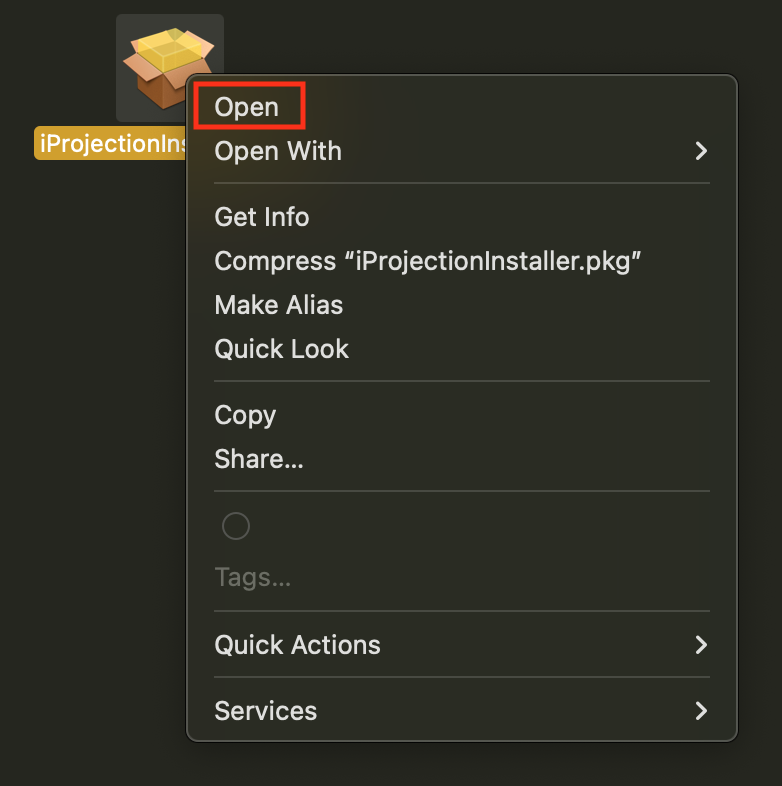 iProjectionIns
Open
Open With
Get Info
Compress “iProjectionInstaller.pkg”
Make Alias
Quick Look
Copy
Share...
Tags...
Quick Actions
Services